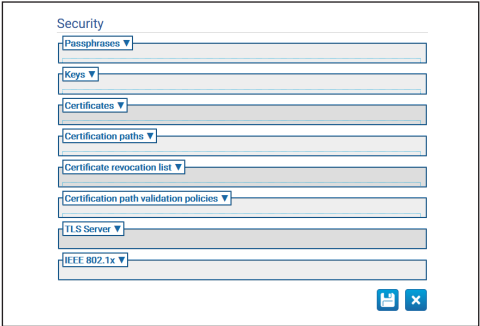 Security
Passphrases ▼
Keys ▼
Certificates ▼
Certification paths ▼
Certificate revocation list ▼
Certification path validation policies ▼
TLS Server ▼
IEEE 802.1x ▼